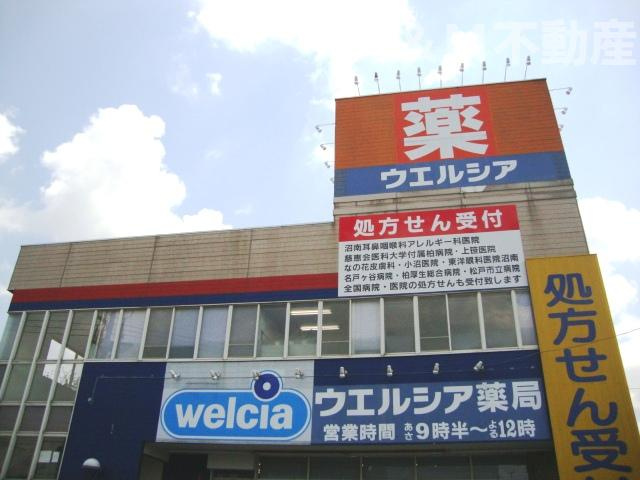 & M不動産
薬
ウエルシア
処方せん受付
沼南耳鼻咽喉科アレルギー科医院
慈恵会医科大学付属柏病院・上笹医院
なの花皮膚科・小沼医院・東洋眼科医院沼南
名戸ヶ谷病院・柏厚生総合病院・松戸市立病院
全国病院・医院の処方せんも受付致します
処方せん受付
welcia
ウエルシア薬局
営業時間 あさ9時半～よる12時